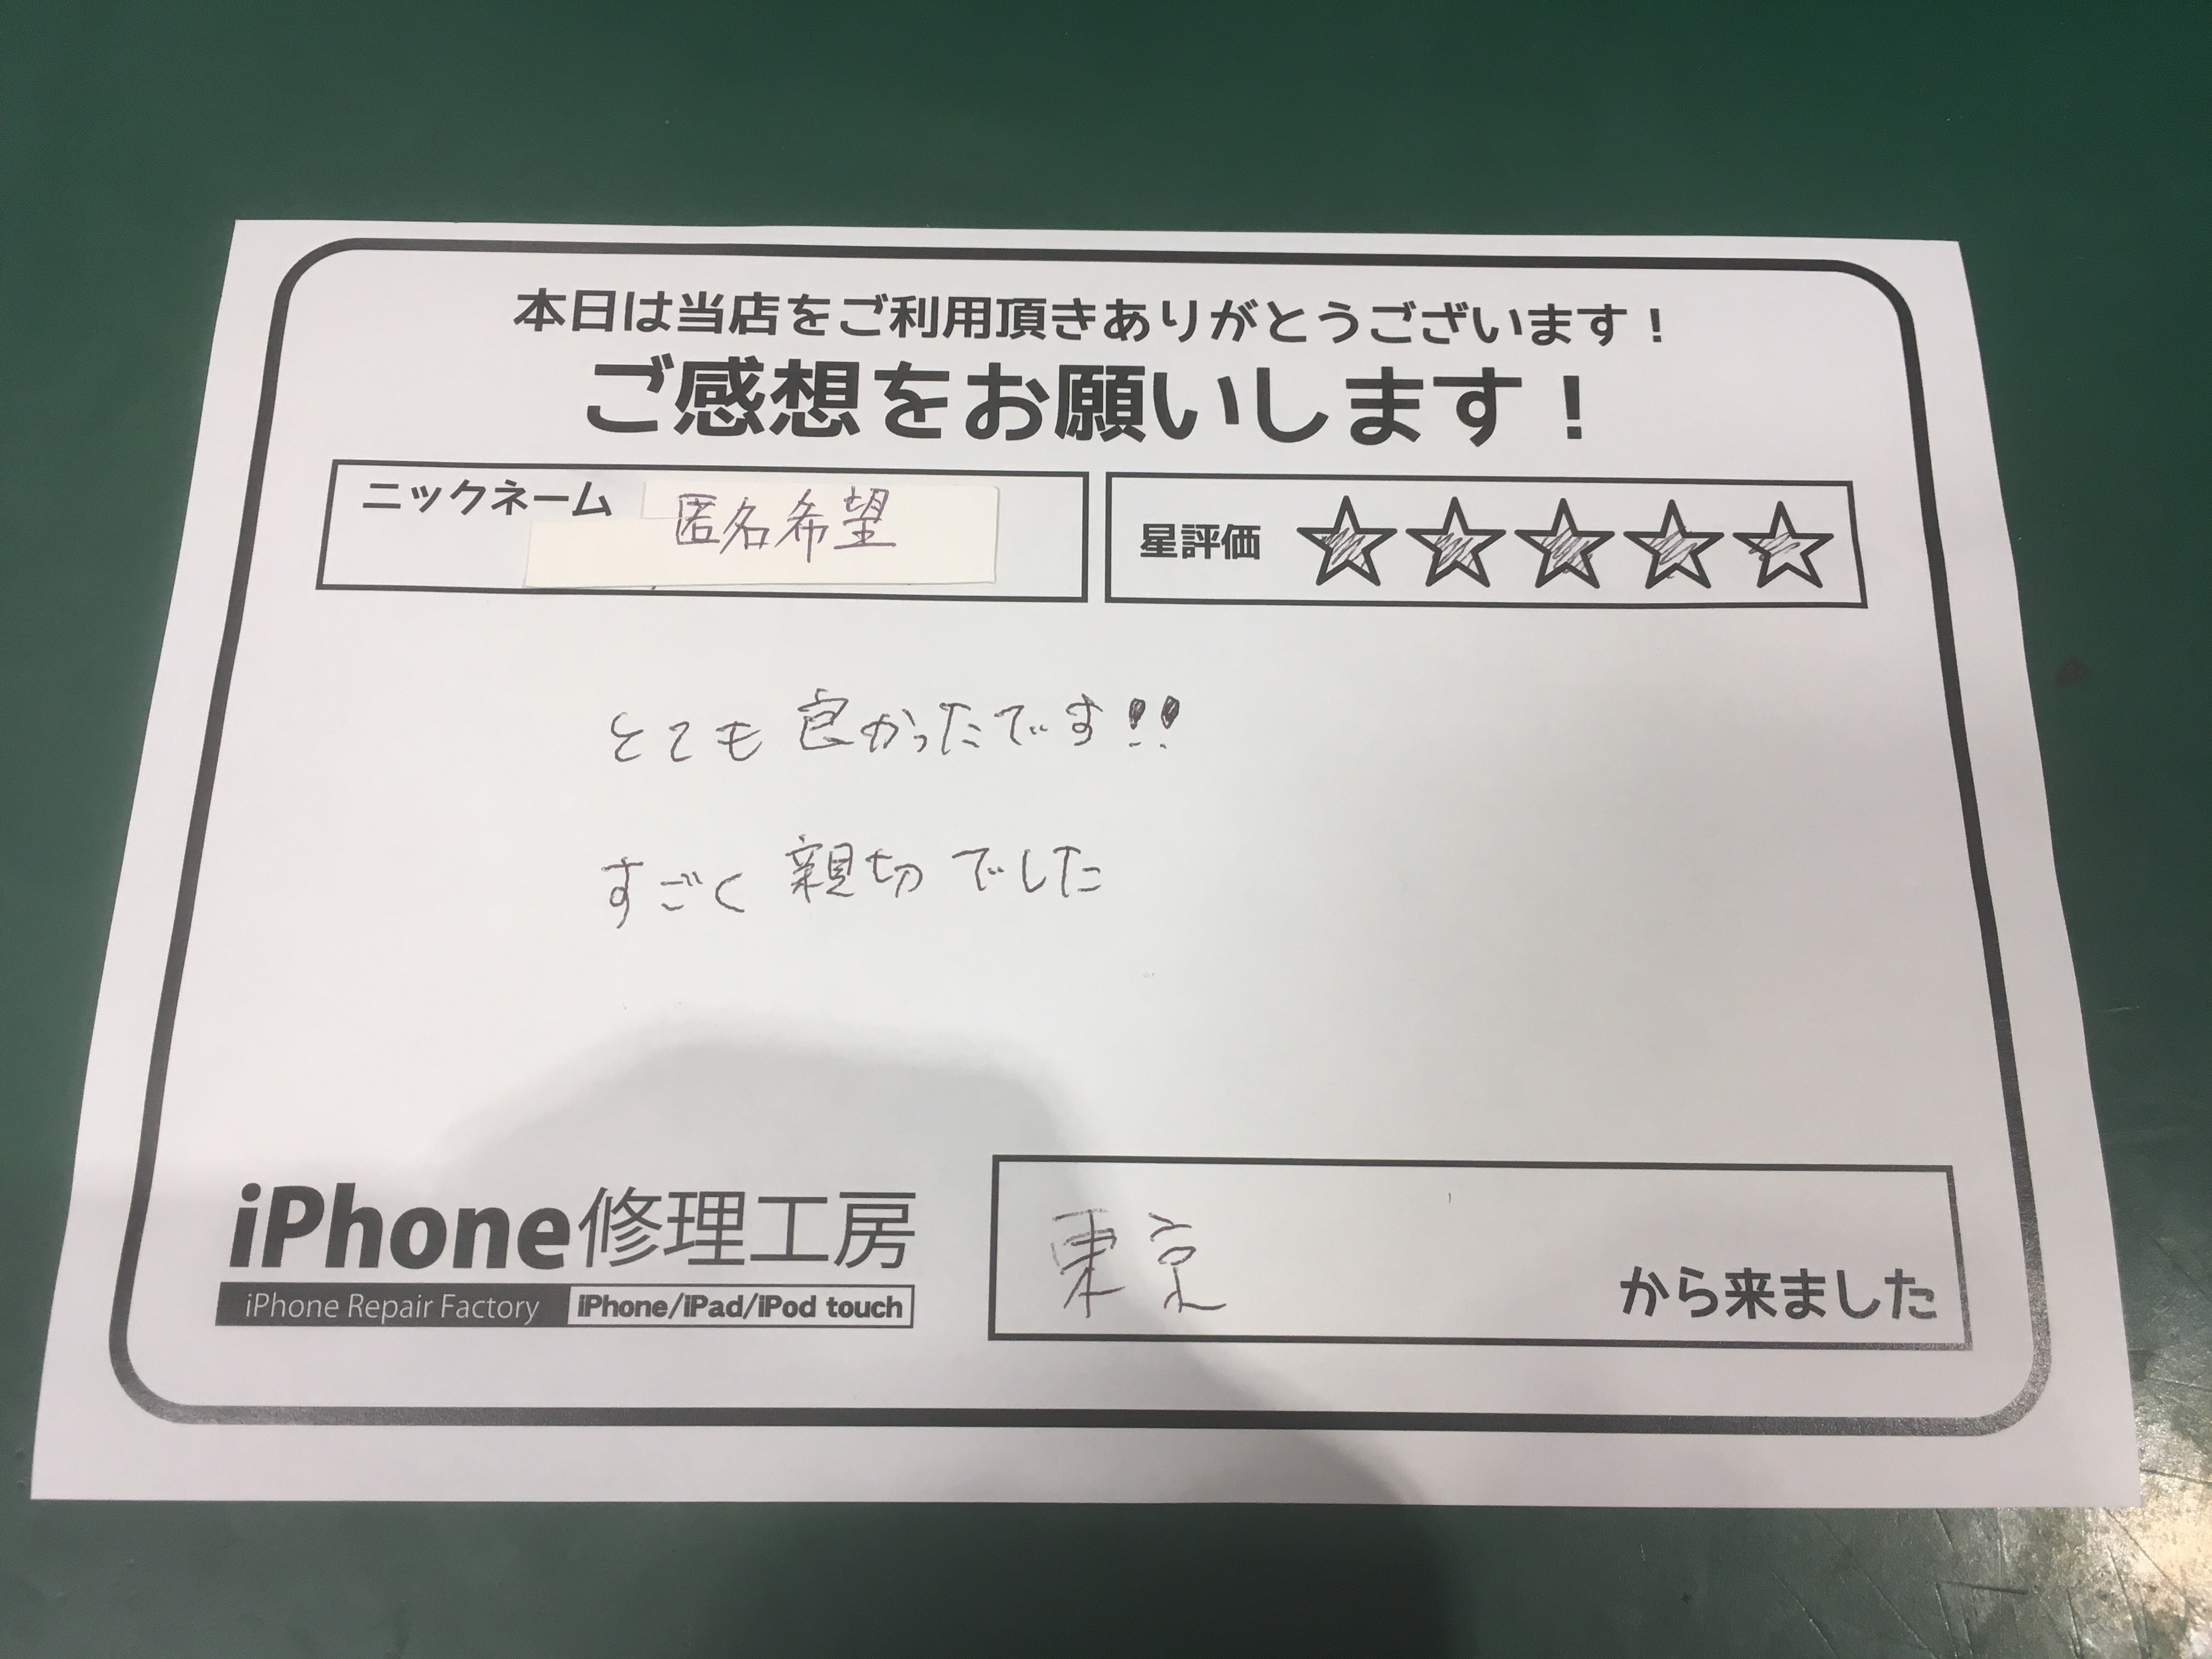 本日は当店をご利用頂きありがとうございます！
ご感想をお願いします！
ニックネーム 匿名希望
星評価 ☆☆☆☆☆
とても 良かったです!!
すごく 親切 でした
iPhone修理工房
iPhone Repair Factory iPhone/iPad/iPod touch
東京 から来ました